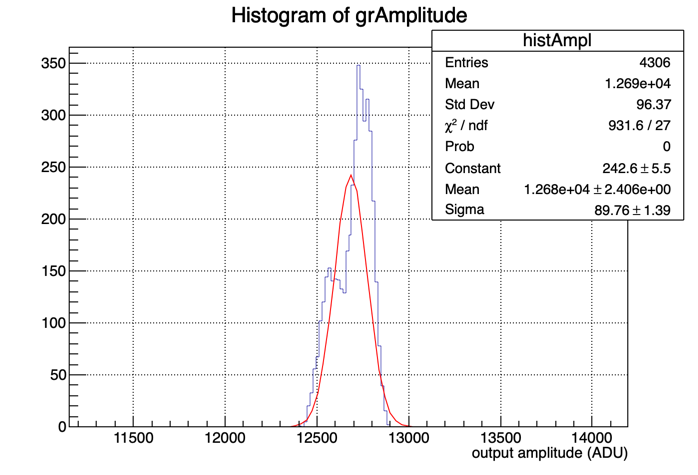 Histogram of grAmplitude
histAmpl
Entries 4306
Mean 1.269e+04
Std Dev 96.37
χ² / ndf 931.6 / 27
Prob 0
Constant 242.6 ± 5.5
Mean 1.268e+04 ± 2.406e+00
Sigma 89.76 ± 1.39
350
300
250
200
150
100
50
0
11500 12000 12500 13000 13500 14000
output amplitude (ADU)